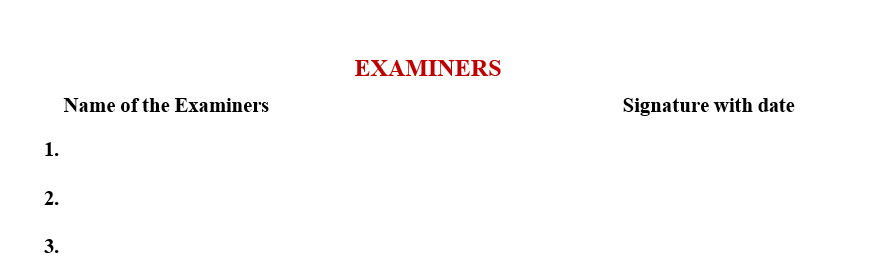 EXAMINERS
Name of the Examiners Signature with date
1.
2.
3.